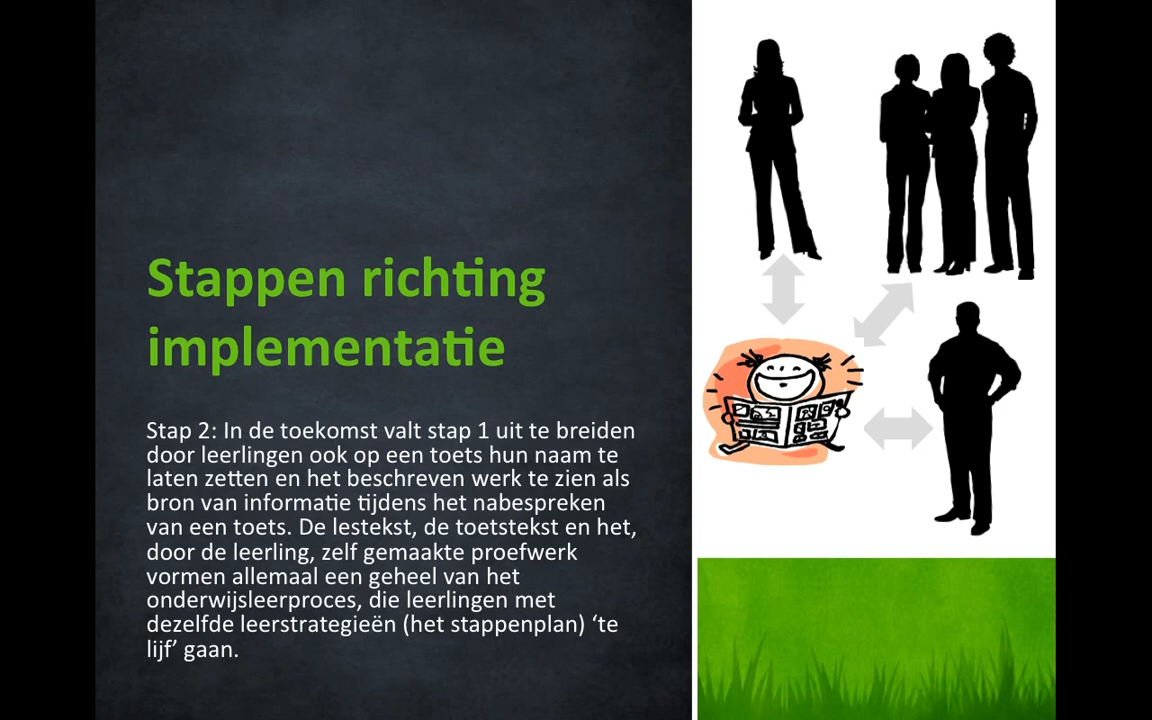 Stappen richting
implementatie
Stap 2: In de toekomst valt stap 1 uit te breiden
door leerlingen ook op een toets hun naam te
laten zetten en het beschreven werk te zien als
bron van informatie tijdens het nabespreken
van een toets. De lestekst, de toetstekst en het,
door de leerling, zelf gemaakte proefwerk
vormen allemaal een geheel van het
onderwijsleerproces, die leerlingen met
dezelfde leerstrategieën (het stappenplan) ‘te
lijf’ gaan.